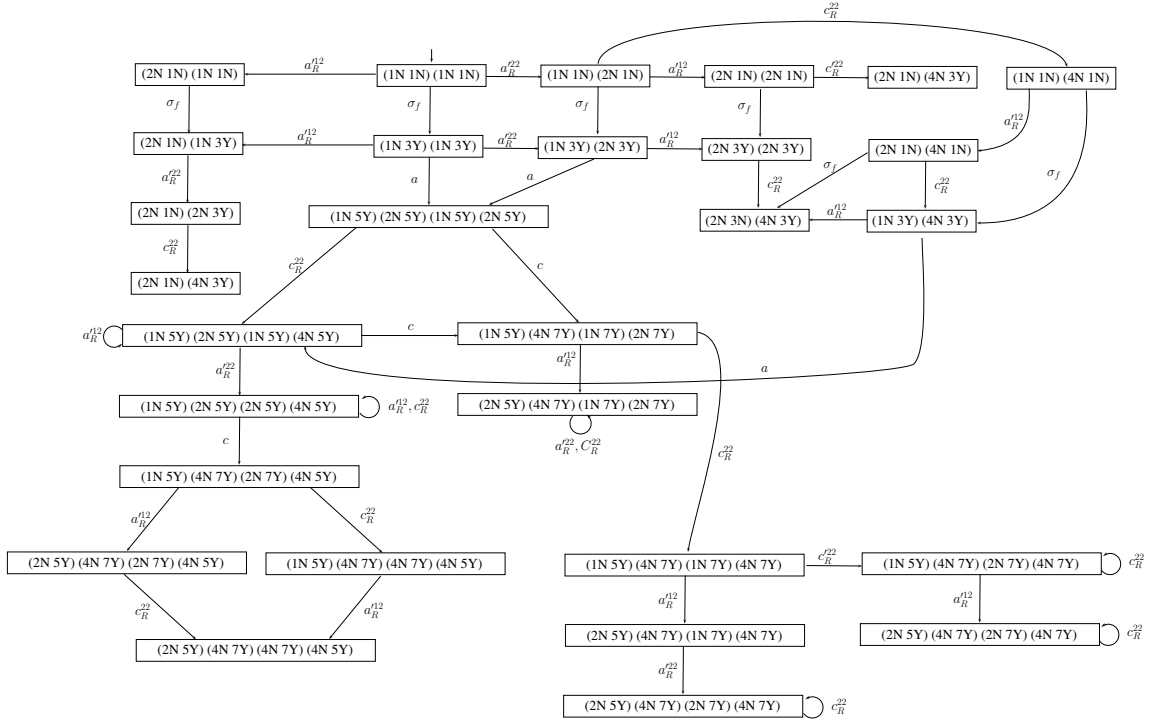 c_R^{22}
(2N 1N) (1N 1N) a_R'^{12} (1N 1N) (1N 1N) a_R'^{22} (1N 1N) (2N 1N) a_R'^{12} (2N 1N) (2N 1N) c_R'^{22} (2N 1N) (4N 3Y) (1N 1N) (4N 1N)
σ_f σ_f σ_f σ_f a_R'^{12}
(2N 1N) (1N 3Y) a_R'^{12} (1N 3Y) (1N 3Y) a_R'^{22} (1N 3Y) (2N 3Y) a_R'^{12} (2N 3Y) (2N 3Y) (2N 1N) (4N 1N)
a_R'^{22} a a c_R^{22} σ_f c_R^{22} σ_f
(2N 1N) (2N 3Y) (1N 5Y) (2N 5Y) (1N 5Y) (2N 5Y) (2N 3N) (4N 3Y) a_R'^{12} (1N 3Y) (4N 3Y)
c_R^{22} c_R^{22} c
(2N 1N) (4N 3Y)
a_R'^{12} (1N 5Y) (2N 5Y) (1N 5Y) (4N 5Y) c (1N 5Y) (4N 7Y) (1N 7Y) (2N 7Y)
a_R'^{22} a_R'^{12} a
(1N 5Y) (2N 5Y) (2N 5Y) (4N 5Y) a_R'^{12}, c_R^{22} (2N 5Y) (4N 7Y) (1N 7Y) (2N 7Y)
c a_R'^{22}, C_R^{22} c_R^{22}
(1N 5Y) (4N 7Y) (2N 7Y) (4N 5Y)
a_R'^{12} c_R^{22}
(2N 5Y) (4N 7Y) (2N 7Y) (4N 5Y) (1N 5Y) (4N 7Y) (4N 7Y) (4N 5Y) (1N 5Y) (4N 7Y) (1N 7Y) (4N 7Y) c_R'^{22} (1N 5Y) (4N 7Y) (2N 7Y) (4N 7Y) c_R^{22}
c_R^{22} a_R'^{12} a_R'^{12} a_R'^{12}
(2N 5Y) (4N 7Y) (4N 7Y) (4N 5Y) (2N 5Y) (4N 7Y) (1N 7Y) (4N 7Y) (2N 5Y) (4N 7Y) (2N 7Y) (4N 7Y) c_R^{22}
a_R'^{22}
(2N 5Y) (4N 7Y) (2N 7Y) (4N 7Y) c_R^{22}